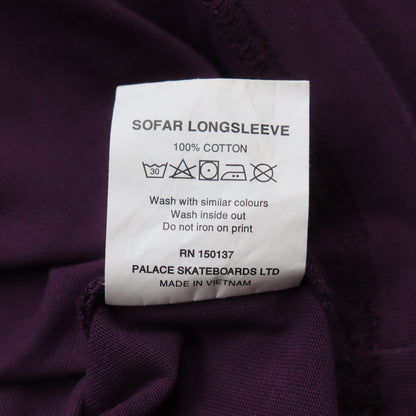 SOFAR LONGSLEEVE
100% COTTON
30
Wash with similar colours
Wash inside out
Do not iron on print
RN 150137
PALACE SKATEBOARDS LTD
MADE IN VIETNAM